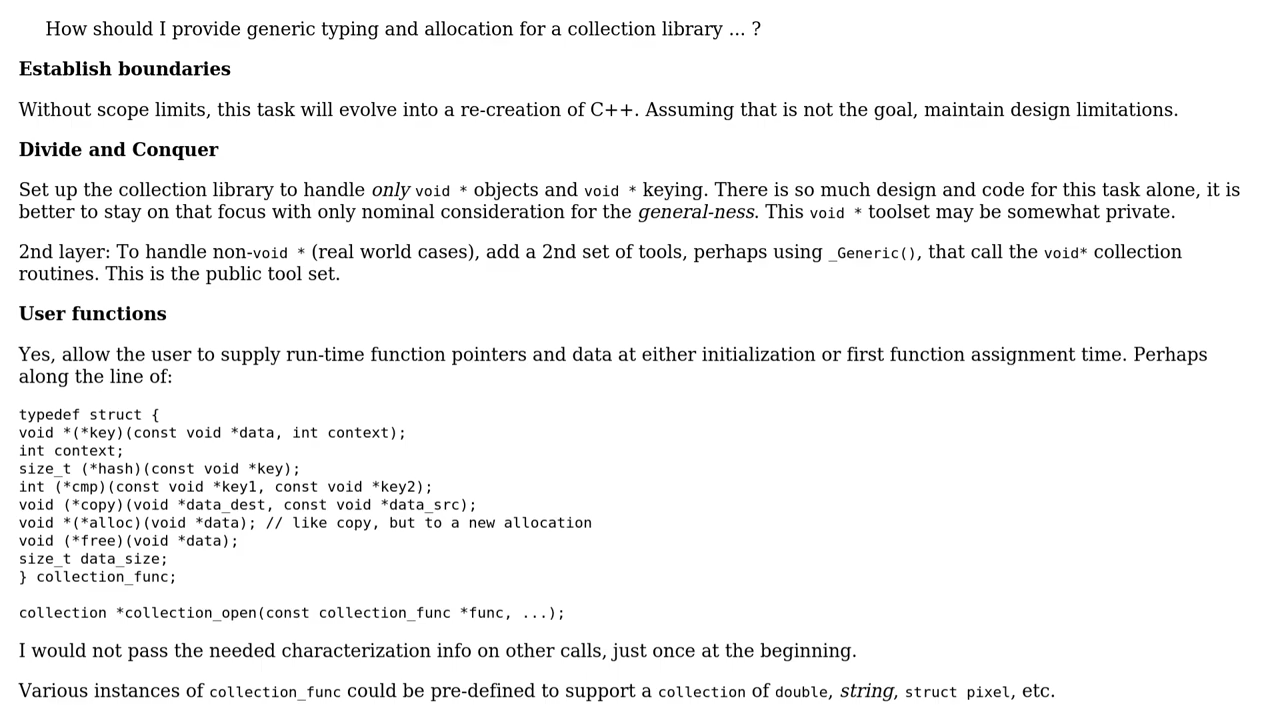 How should I provide generic typing and allocation for a collection library ... ?
Establish boundaries
Without scope limits, this task will evolve into a re-creation of C++. Assuming that is not the goal, maintain design limitations.
Divide and Conquer
Set up the collection library to handle only void * objects and void * keying. There is so much design and code for this task alone, it is
better to stay on that focus with only nominal consideration for the general-ness. This void * toolset may be somewhat private.
2nd layer: To handle non-void * (real world cases), add a 2nd set of tools, perhaps using _Generic(), that call the void* collection
routines. This is the public tool set.
User functions
Yes, allow the user to supply run-time function pointers and data at either initialization or first function assignment time. Perhaps
along the line of:
typedef struct {
void *(*key)(const void *data, int context);
int context;
size_t (*hash)(const void *key);
int (*cmp)(const void *key1, const void *key2);
void (*copy)(void *data_dest, const void *data_src);
void *(*alloc)(void *data); // like copy, but to a new allocation
void (*free)(void *data);
size_t data_size;
} collection_func;
collection *collection_open(const collection_func *func, ...);
I would not pass the needed characterization info on other calls, just once at the beginning.
Various instances of collection_func could be pre-defined to support a collection of double, string, struct pixel, etc.